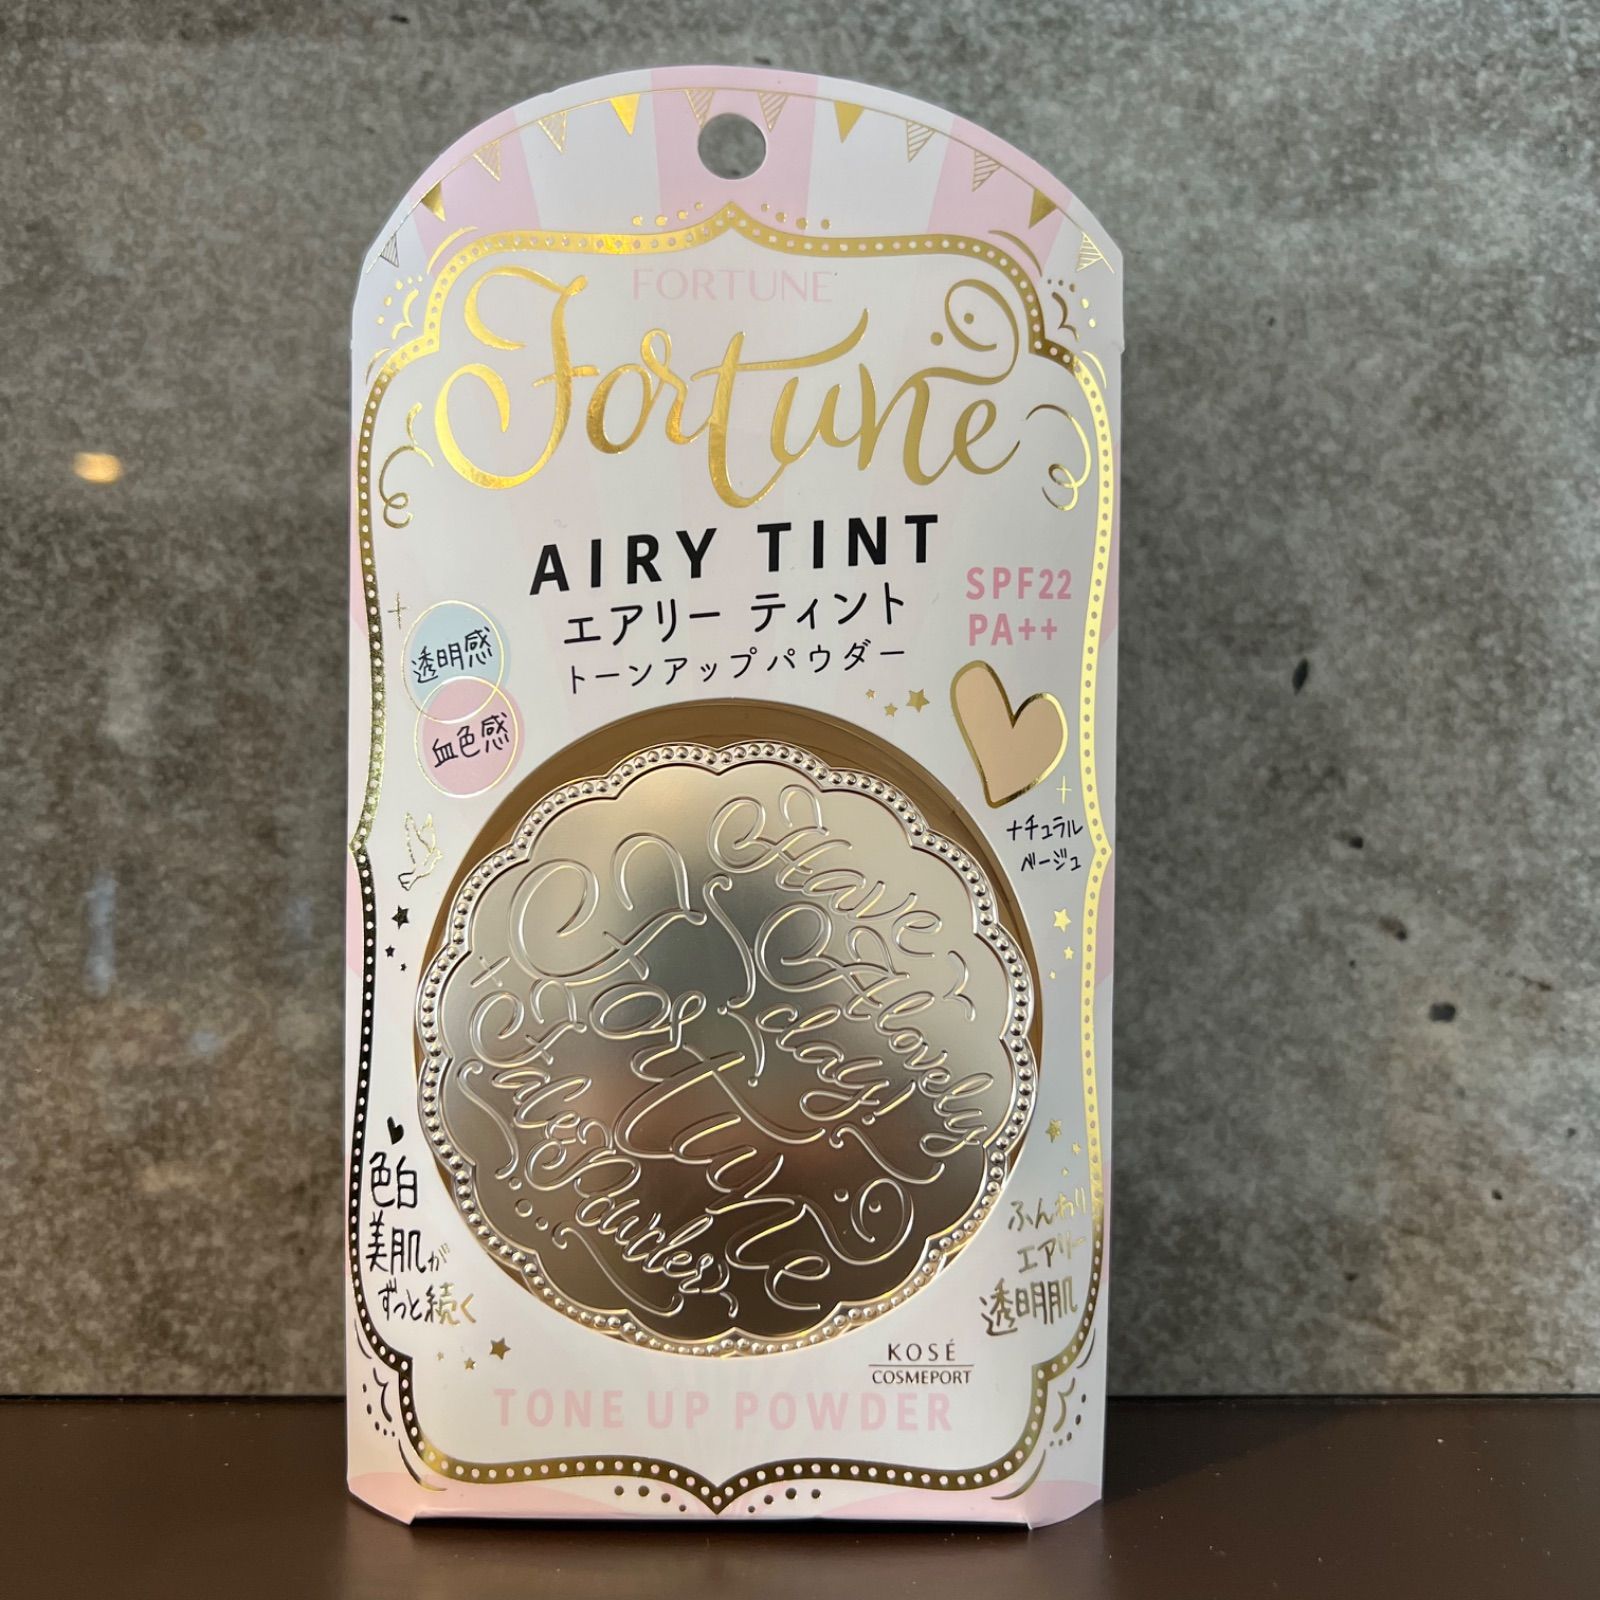 FORTUNE
Fortune
AIRY TINT
エアリー ティント
トーンアップパウダー
SPF22
PA++
透明感
血色感
ナチュラル
ベージュ
Have
A lovely
day!
Fortune
Face Powder
色白
美肌が
ずっと続く
ふんわり
エアリー
透明肌
KOSÉ
COSMEPORT
TONE UP POWDER